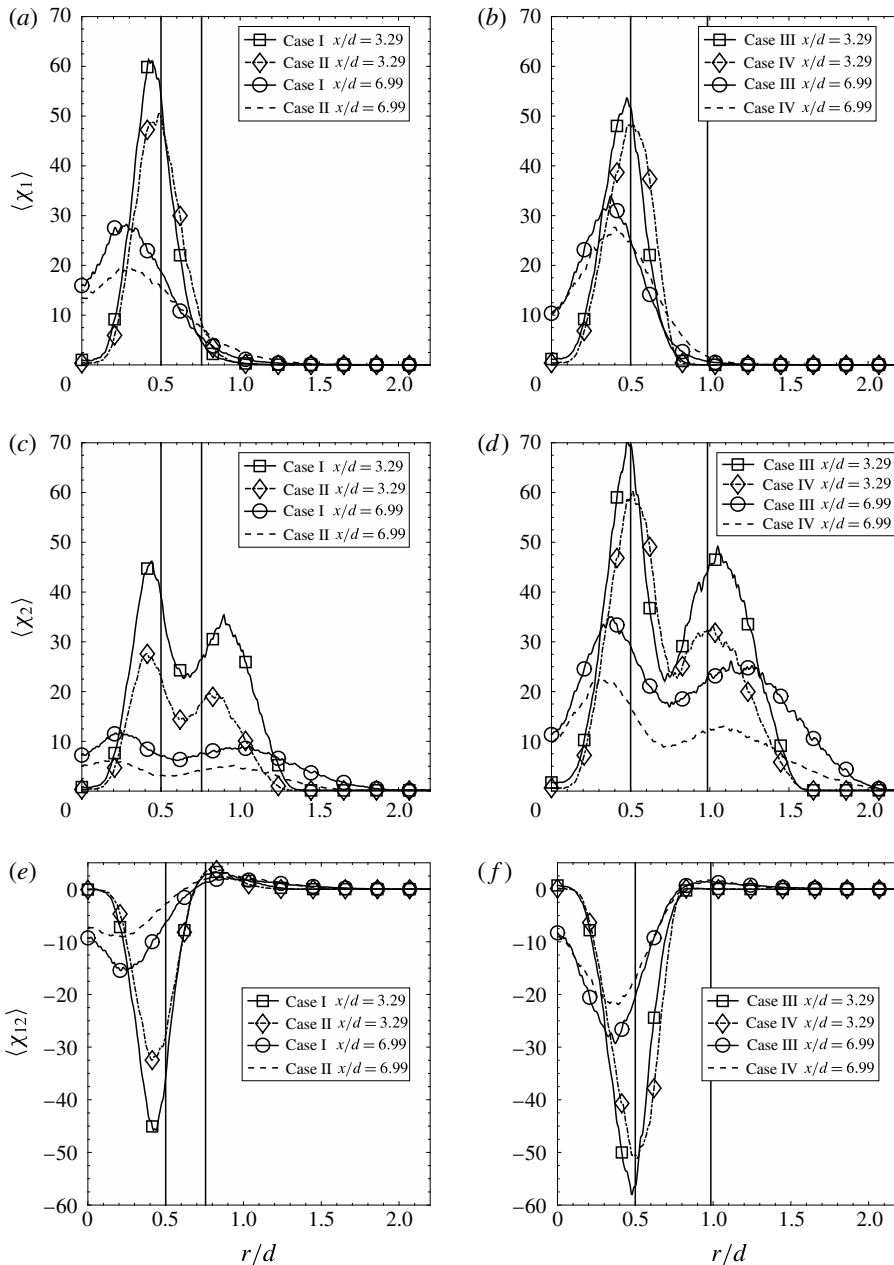 (a)
70
60
50
40
30
20
10
0
0.5
1.0
1.5
2.0
⟨χ1⟩
Case I x/d = 3.29
Case II x/d = 3.29
Case I x/d = 6.99
Case II x/d = 6.99
(b)
70
60
50
40
30
20
10
0
0.5
1.0
1.5
2.0
Case III x/d = 3.29
Case IV x/d = 3.29
Case III x/d = 6.99
Case IV x/d = 6.99
(c)
70
60
50
40
30
20
10
0
0.5
1.0
1.5
2.0
⟨χ2⟩
Case I x/d = 3.29
Case II x/d = 3.29
Case I x/d = 6.99
Case II x/d = 6.99
(d)
70
60
50
40
30
20
10
0
0.5
1.0
1.5
2.0
Case III x/d = 3.29
Case IV x/d = 3.29
Case III x/d = 6.99
Case IV x/d = 6.99
(e)
0
−10
−20
−30
−40
−50
−60
0
0.5
1.0
1.5
2.0
⟨χ12⟩
r/d
Case I x/d = 3.29
Case II x/d = 3.29
Case I x/d = 6.99
Case II x/d = 6.99
(f)
0
−10
−20
−30
−40
−50
−60
0
0.5
1.0
1.5
2.0
r/d
Case III x/d = 3.29
Case IV x/d = 3.29
Case III x/d = 6.99
Case IV x/d = 6.99